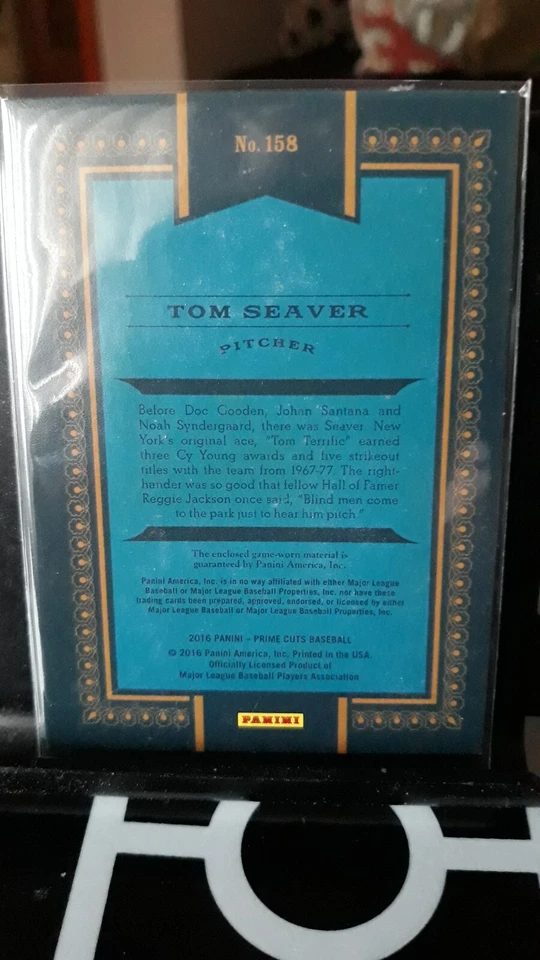 No. 158
TOM SEAVER
PITCHER
Before Doc Gooden, Johan Santana and
Noah Syndergaard, there was Seaver. New
York's original ace, "Tom Terrific" earned
three Cy Young awards and five strikeout
titles with the team from 1967-77. The right-
hander was so good that fellow Hall of Famer
Reggie Jackson once said, "Blind men come
to the park just to hear him pitch."
The enclosed game-worn material is
guaranteed by Panini America, Inc.
Panini America, Inc. is in no way affiliated with either Major League
Baseball or Major League Baseball Properties, Inc. nor have these
trading cards been prepared, approved, endorsed, or licensed by either
Major League Baseball or Major League Baseball Properties, Inc.
2016 PANINI – PRIME CUTS BASEBALL
© 2016 Panini America, Inc. Printed in the USA.
Officially Licensed Product of
Major League Baseball Players Association
PANINI